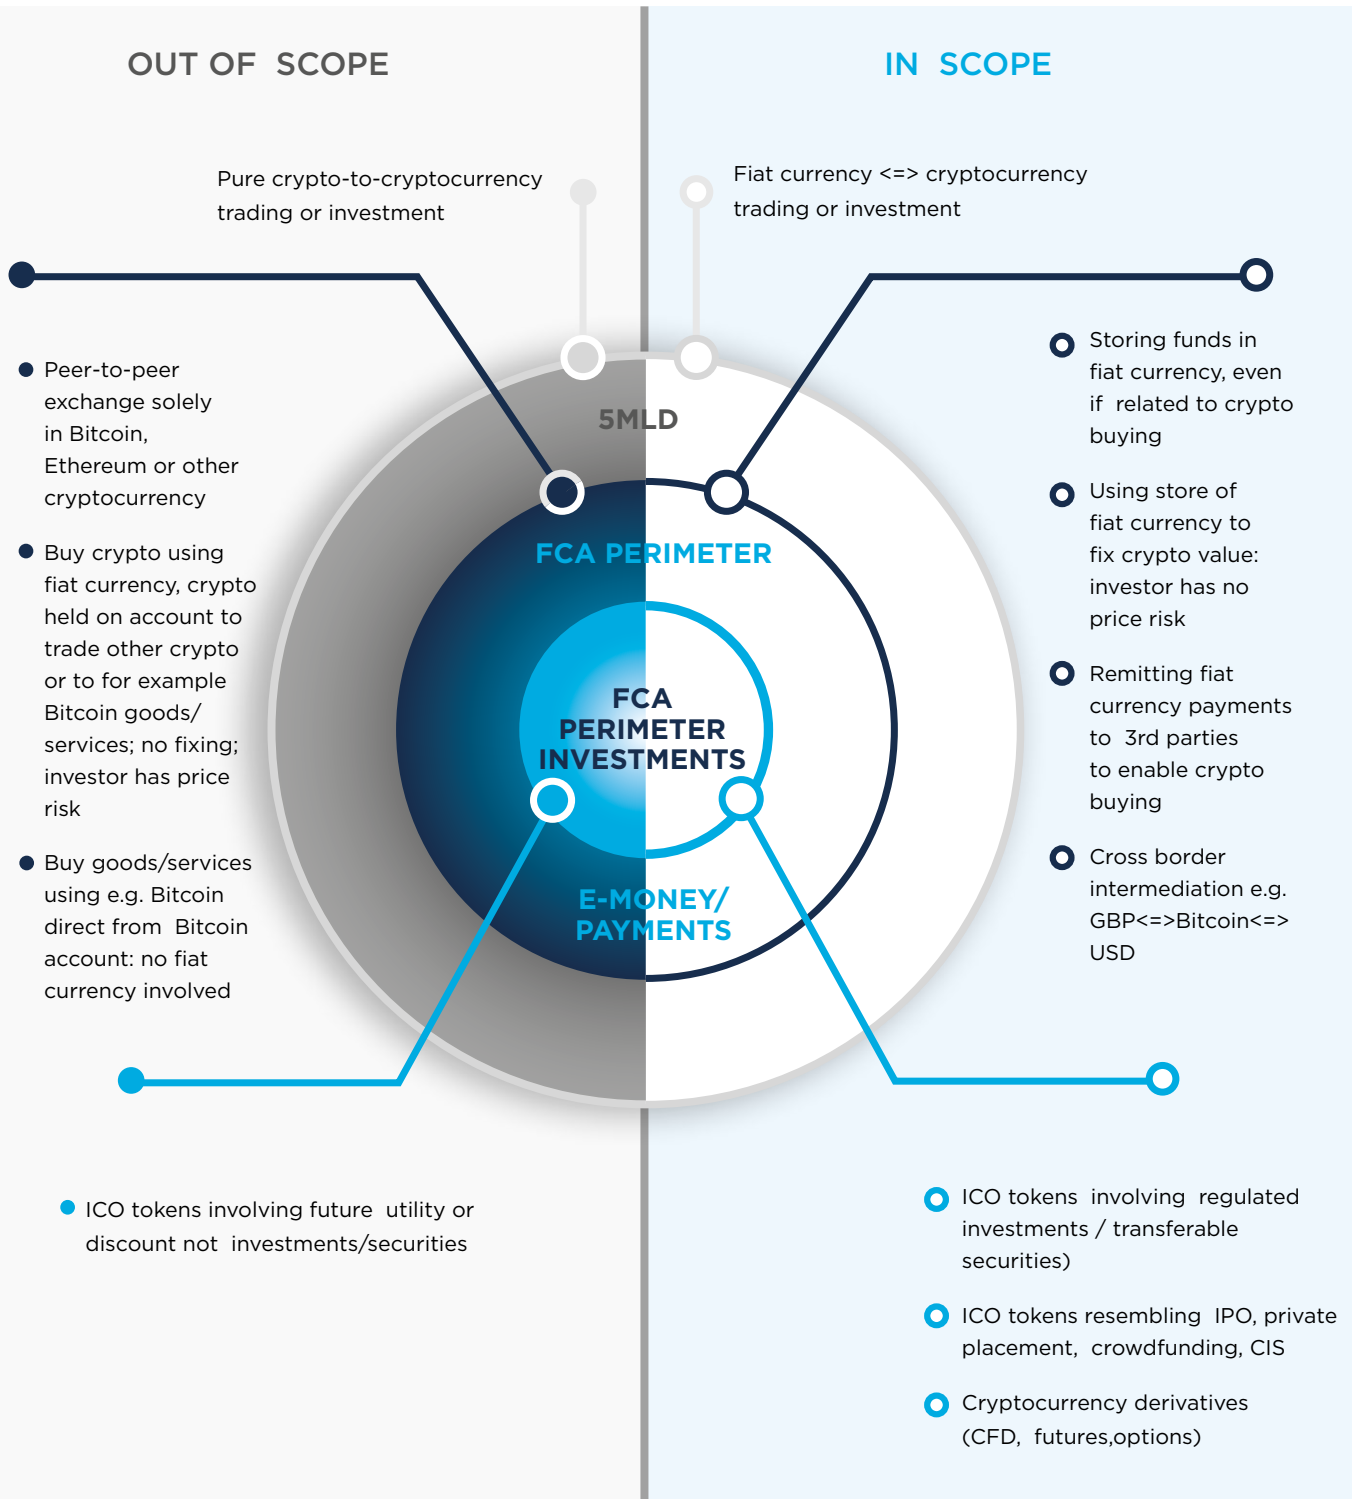 OUT OF SCOPE
IN SCOPE
Pure crypto-to-cryptocurrency
trading or investment
Fiat currency <=> cryptocurrency
trading or investment
Peer-to-peer
exchange solely
in Bitcoin,
Ethereum or other
cryptocurrency
Buy crypto using
fiat currency, crypto
held on account to
trade other crypto
or to for example
Bitcoin goods/
services; no fixing;
investor has price
risk
Buy goods/services
using e.g. Bitcoin
direct from Bitcoin
account: no fiat
currency involved
5MLD
FCA PERIMETER
FCA
PERIMETER
INVESTMENTS
E-MONEY/
PAYMENTS
Storing funds in
fiat currency, even
if related to crypto
buying
Using store of
fiat currency to
fix crypto value:
investor has no
price risk
Remitting fiat
currency payments
to 3rd parties
to enable crypto
buying
Cross border
intermediation e.g.
GBP<=>Bitcoin<=>
USD
ICO tokens involving future utility or
discount not investments/securities
ICO tokens involving regulated
investments / transferable
securities)
ICO tokens resembling IPO, private
placement, crowdfunding, CIS
Cryptocurrency derivatives
(CFD, futures,options)